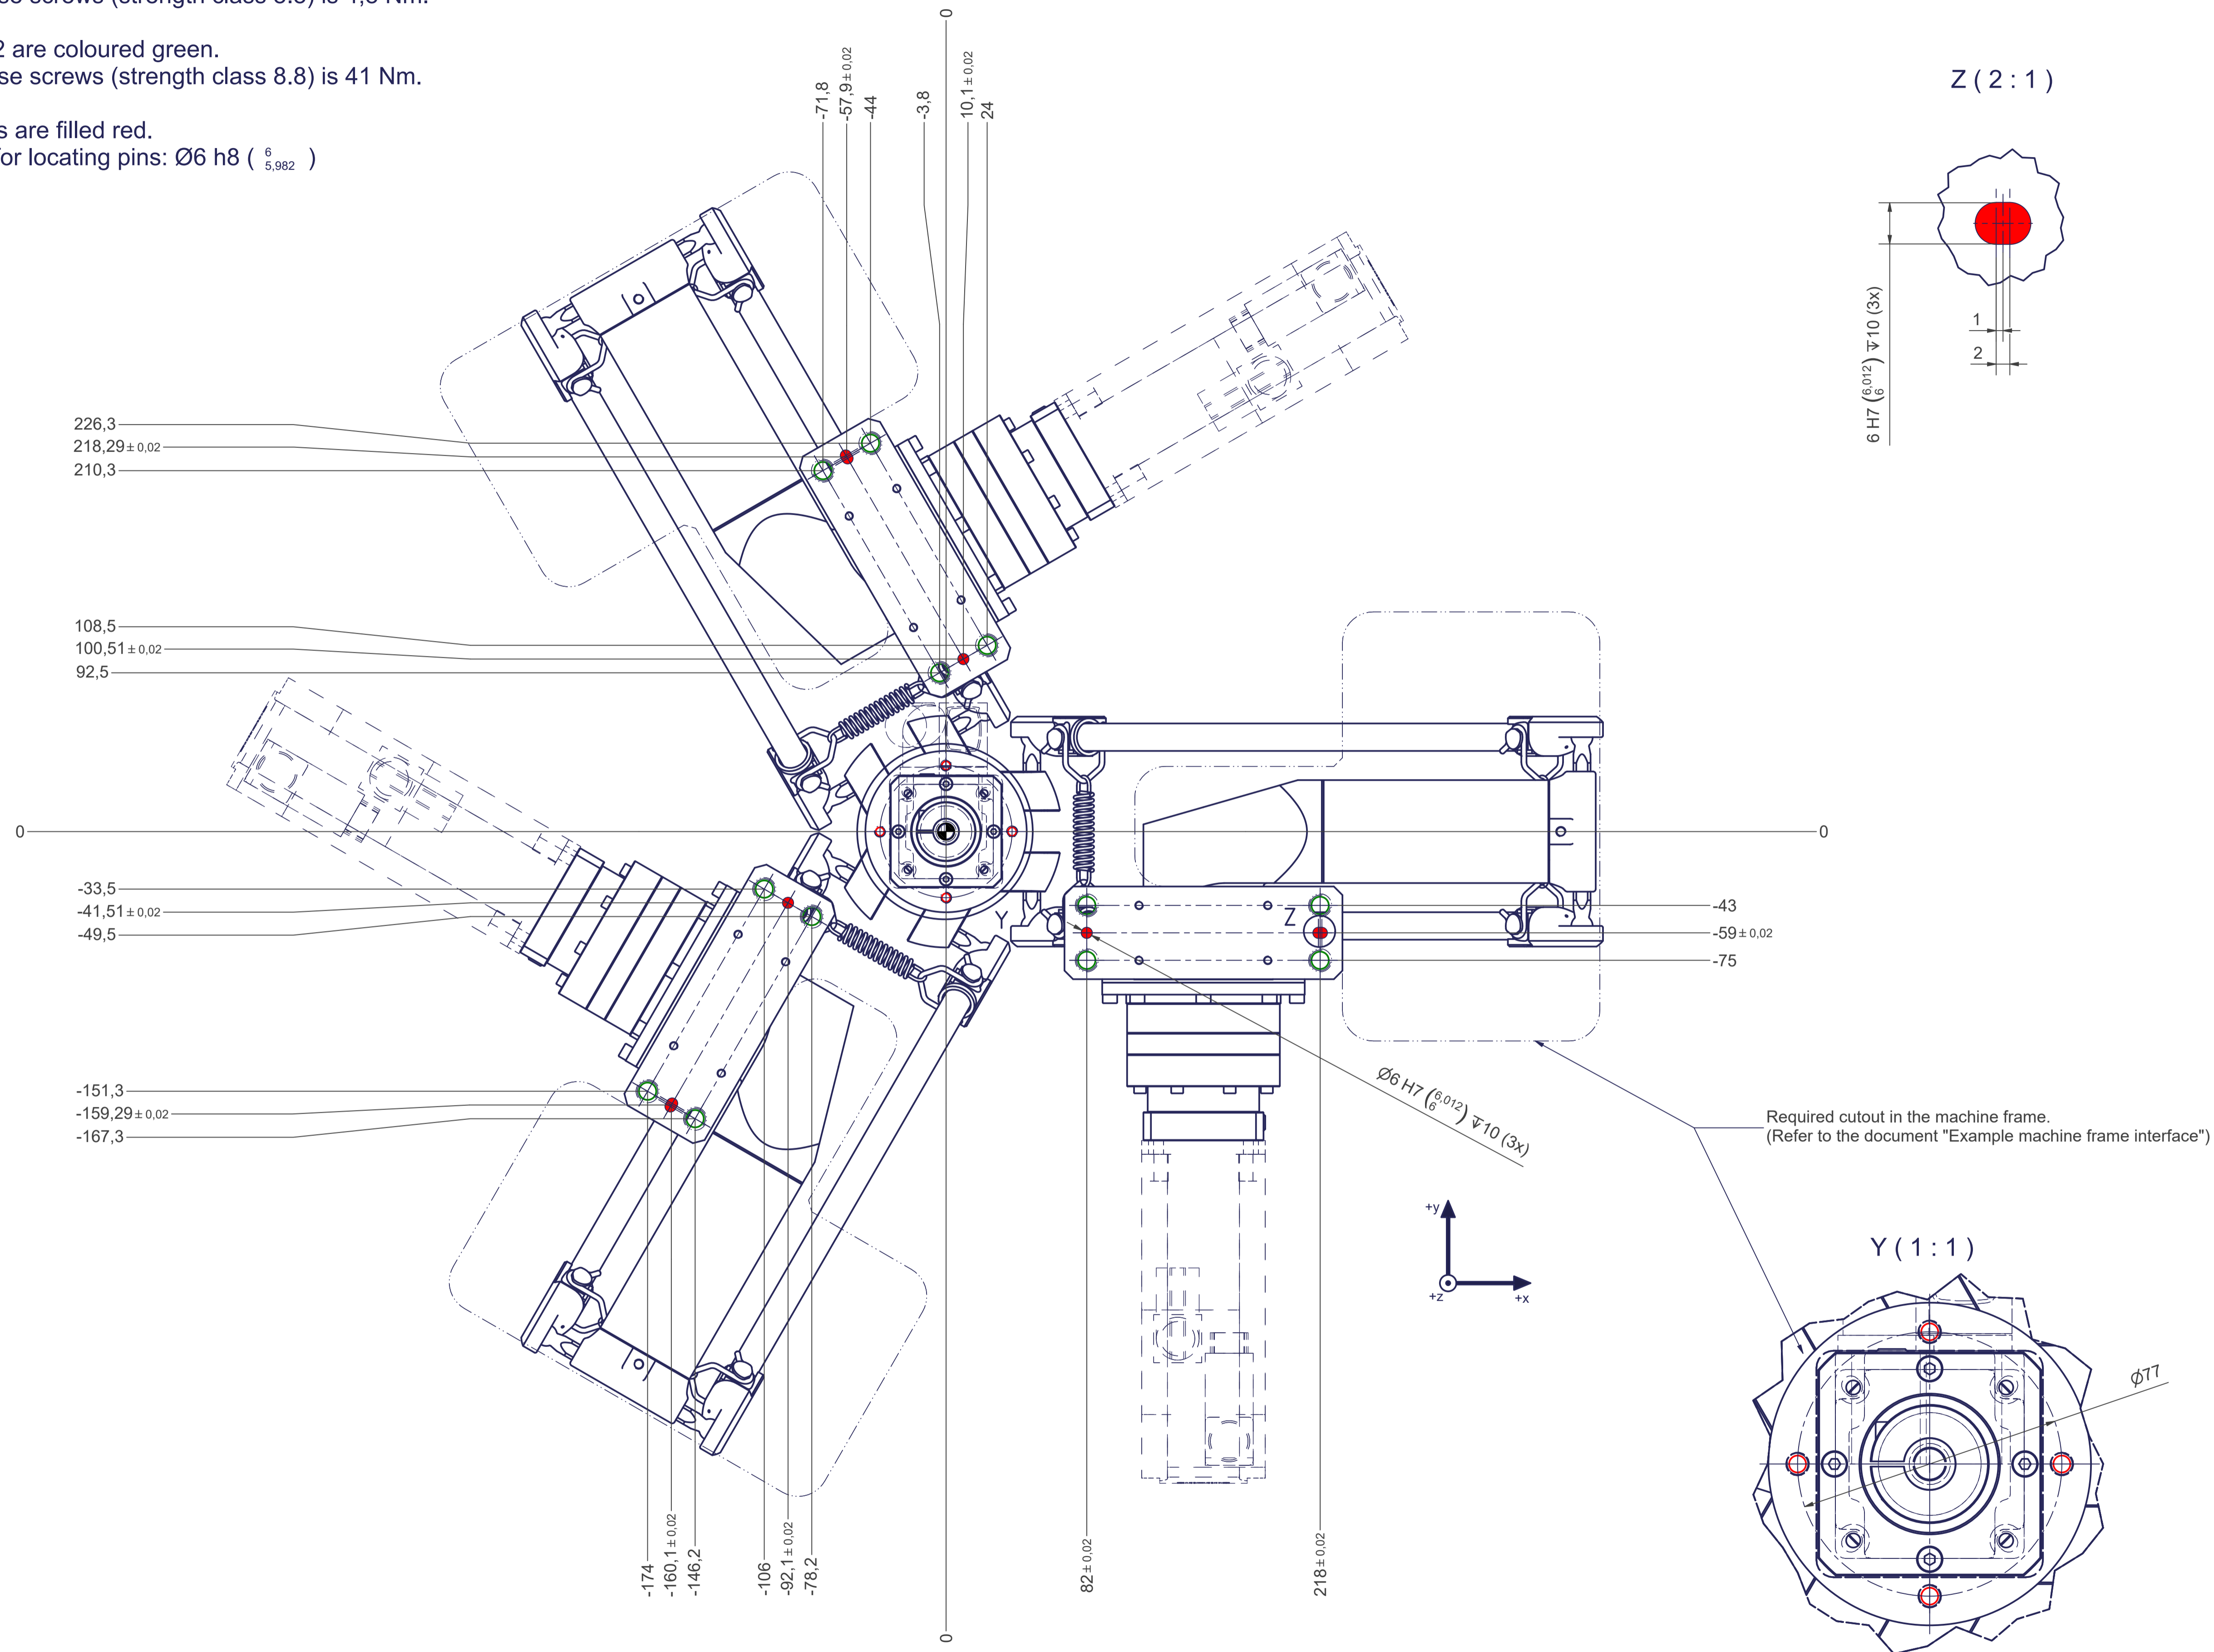 se screws (strength class 8.8) is 4,8 Nm.
2 are coloured green.
se screws (strength class 8.8) is 41 Nm.
s are filled red.
or locating pins: Ø6 h8 ( 6 5,982 )
0
-71,8
-57,9 ± 0,02
-44
-3,8
10,1 ± 0,02
24
Z ( 2 : 1 )
6 H7 (6,012 6) ↧10 (3x)
1
2
226,3
218,29 ± 0,02
210,3
108,5
100,51 ± 0,02
92,5
0
0
-33,5
-41,51 ± 0,02
-49,5
Y
Z
-43
-59 ± 0,02
-75
-151,3
-159,29 ± 0,02
-167,3
Ø6 H7 (6,012 6) ↧10 (3x)
Required cutout in the machine frame.
(Refer to the document "Example machine frame interface")
+y
+z
+x
Y ( 1 : 1 )
Ø77
-174
-160,1 ± 0,02
-146,2
-106
-92,1 ± 0,02
-78,2
82 ± 0,02
218 ± 0,02
0